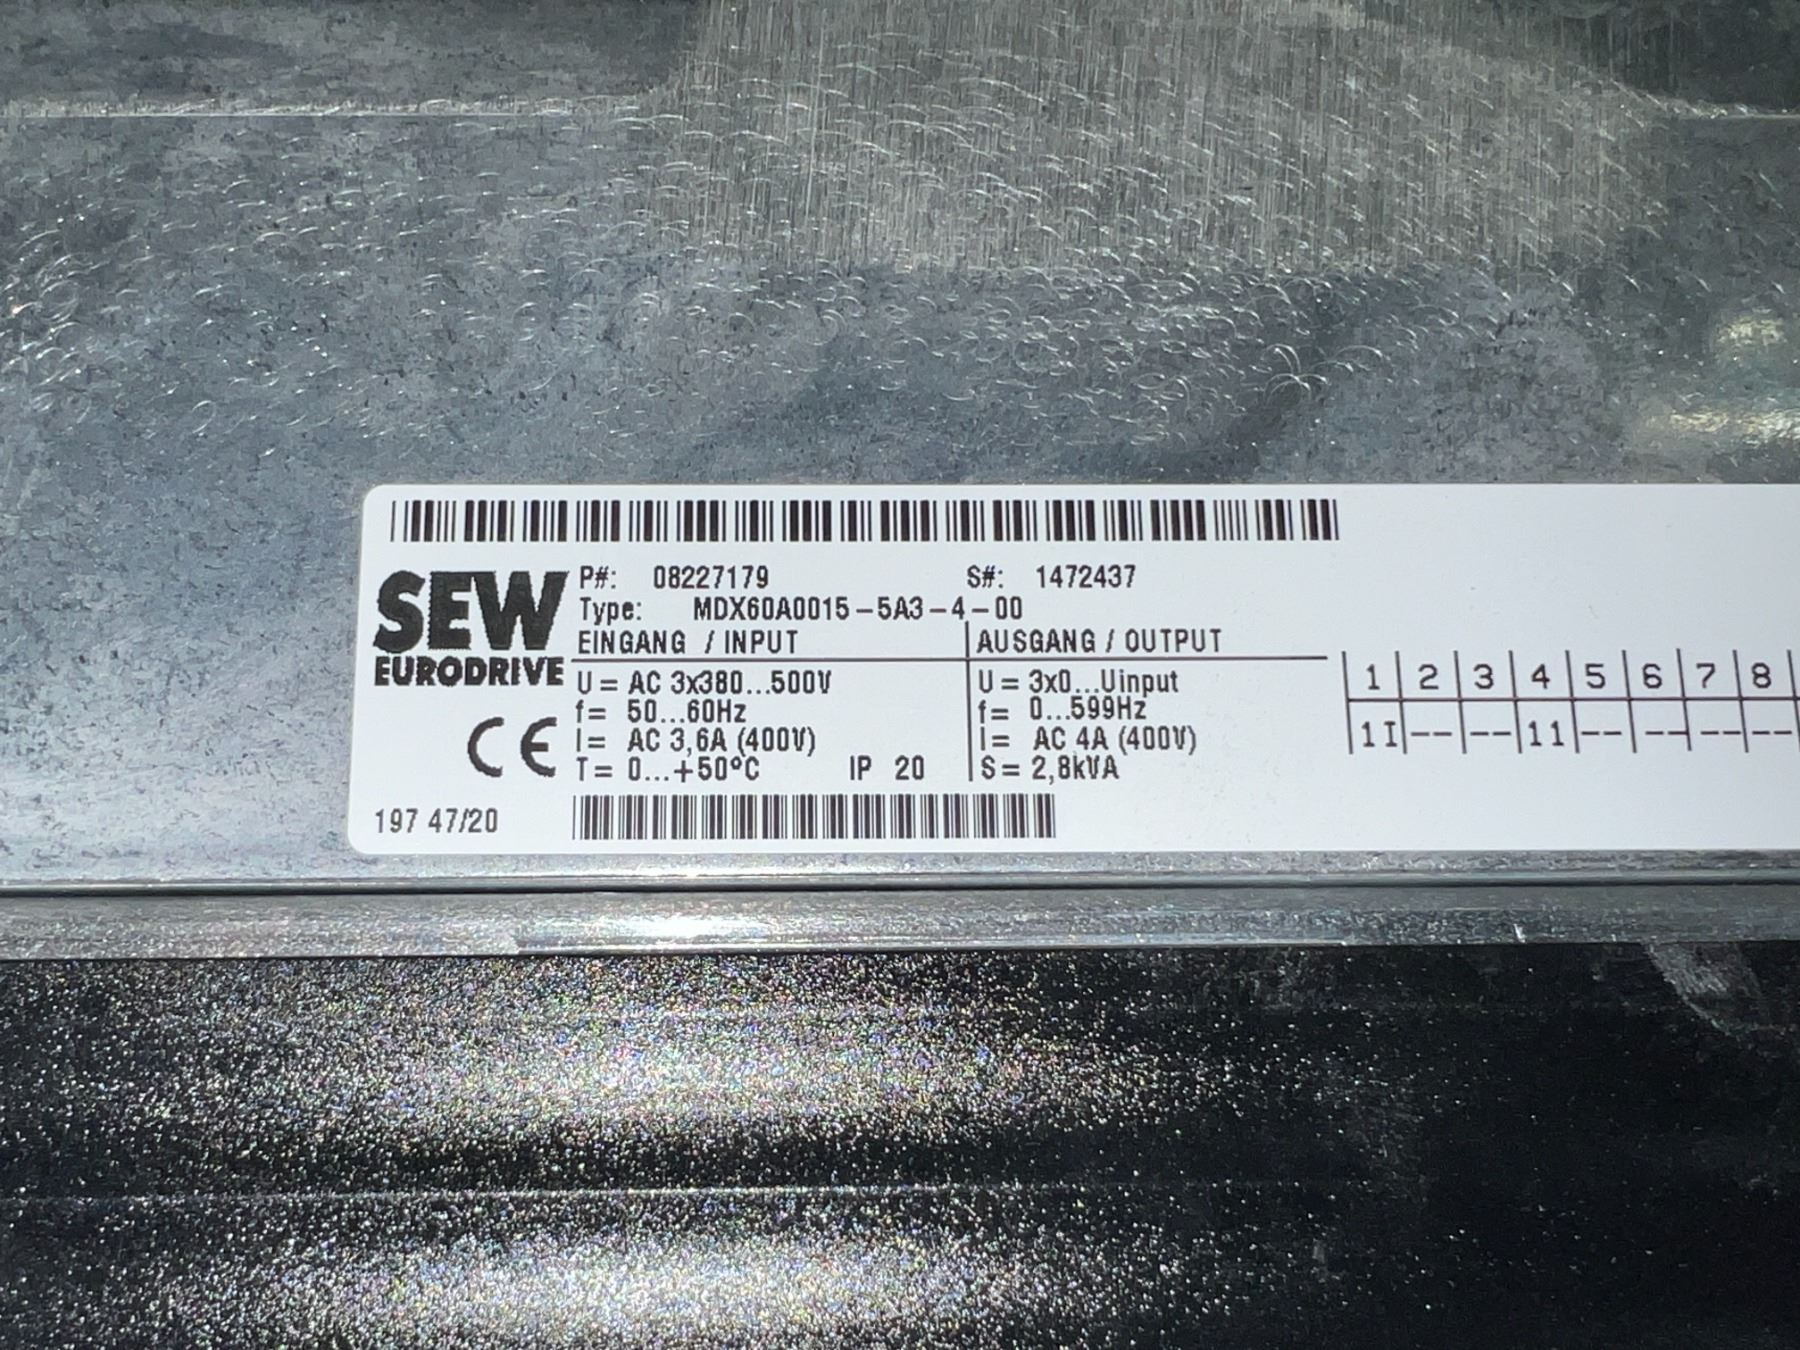 SEW
EURODRIVE
P#: 08227179 S#: 1472437
Type: MDX60A0015-5A3-4-00
EINGANG / INPUT AUSGANG / OUTPUT
U = AC 3x380...500V U = 3x0...Uinput
f= 50...60Hz f= 0...599Hz
I= AC 3,6A (400V) I= AC 4A (400V)
T= 0...+50°C IP 20 S= 2,8kVA
CE
197 47/20
1 2 3 4 5 6 7 8
1I -- -- 11 -- -- -- --